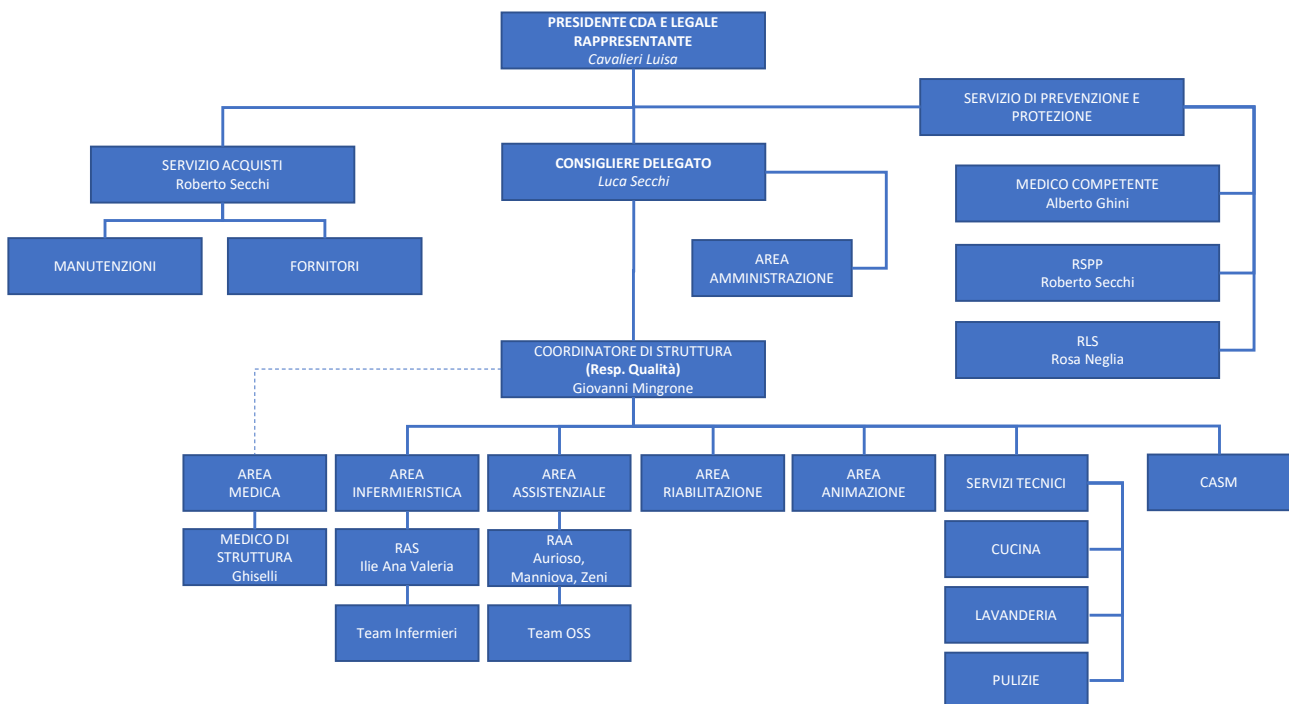 PRESIDENTE CDA E LEGALE
RAPPRESENTANTE
Cavalieri Luisa
SERVIZIO DI PREVENZIONE E
PROTEZIONE
SERVIZIO ACQUISTI
Roberto Secchi
CONSIGLIERE DELEGATO
Luca Secchi
MEDICO COMPETENTE
Alberto Ghini
MANUTENZIONI
FORNITORI
AREA
AMMINISTRAZIONE
RSPP
Roberto Secchi
RLS
Rosa Neglia
COORDINATORE DI STRUTTURA
(Resp. Qualità)
Giovanni Mingrone
AREA
MEDICA
AREA
INFERMIERISTICA
AREA
ASSISTENZIALE
AREA
RIABILITAZIONE
AREA
ANIMAZIONE
SERVIZI TECNICI
CASM
MEDICO DI
STRUTTURA
Ghiselli
RAS
Ilie Ana Valeria
RAA
Aurioso,
Manniova, Zeni
CUCINA
Team Infermieri
Team OSS
LAVANDERIA
PULIZIE